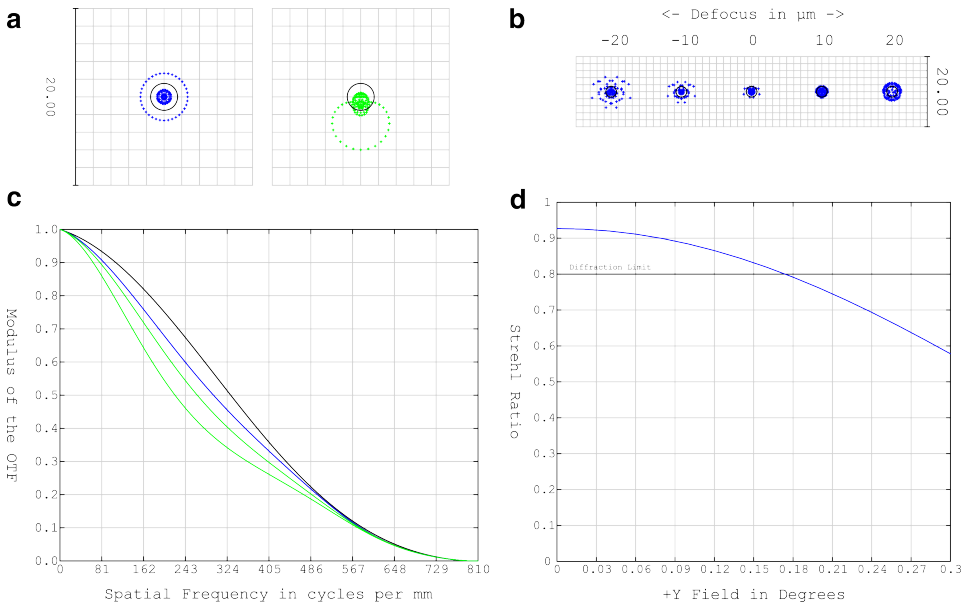 a
20.00
b
<- Defocus in µm ->
-20 -10 0 10 20
20.00
c
1.0
0.9
0.8
0.7
0.6
0.5
0.4
0.3
0.2
0.1
0.0
Modulus of the OTF
0 81 162 243 324 405 486 567 648 729 810
Spatial Frequency in cycles per mm
d
1
0.9
0.8
0.7
0.6
0.5
0.4
0.3
0.2
0.1
0
Diffraction Limit
Strehl Ratio
0 0.03 0.06 0.09 0.12 0.15 0.18 0.21 0.24 0.27 0.3
+Y Field in Degrees